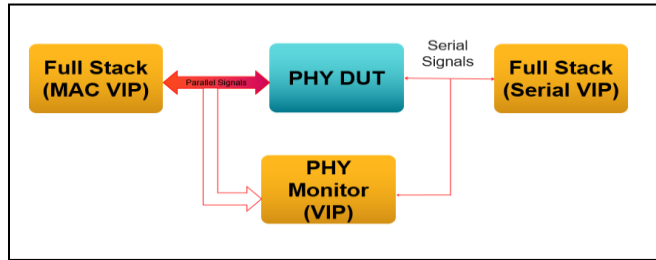 Full Stack
(MAC VIP)
Parallel Signals
PHY DUT
Serial
Signals
Full Stack
(Serial VIP)
PHY
Monitor
(VIP)